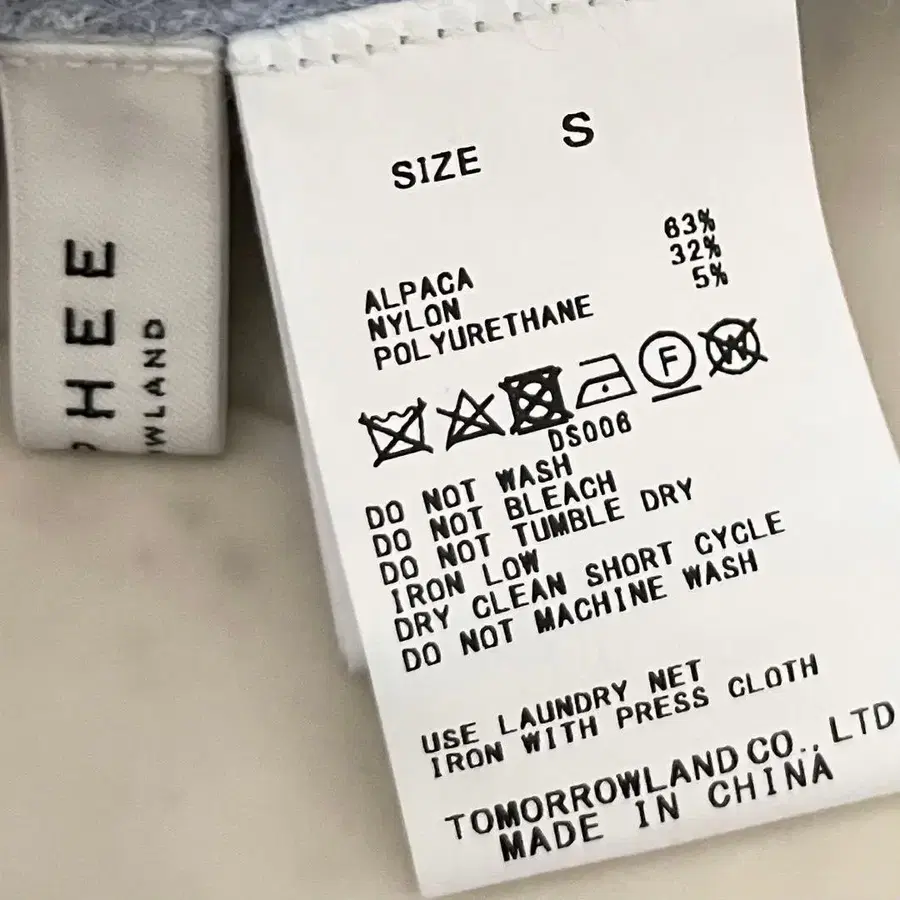 HEE
WLAND
SIZE S
ALPACA 63%
NYLON 32%
POLYURETHANE 5%
F
W
DS006
DO NOT WASH
DO NOT BLEACH
DO NOT TUMBLE DRY
IRON LOW
DRY CLEAN SHORT CYCLE
DO NOT MACHINE WASH
USE LAUNDRY NET
IRON WITH PRESS CLOTH
TOMORROWLAND CO., LTD
MADE IN CHINA